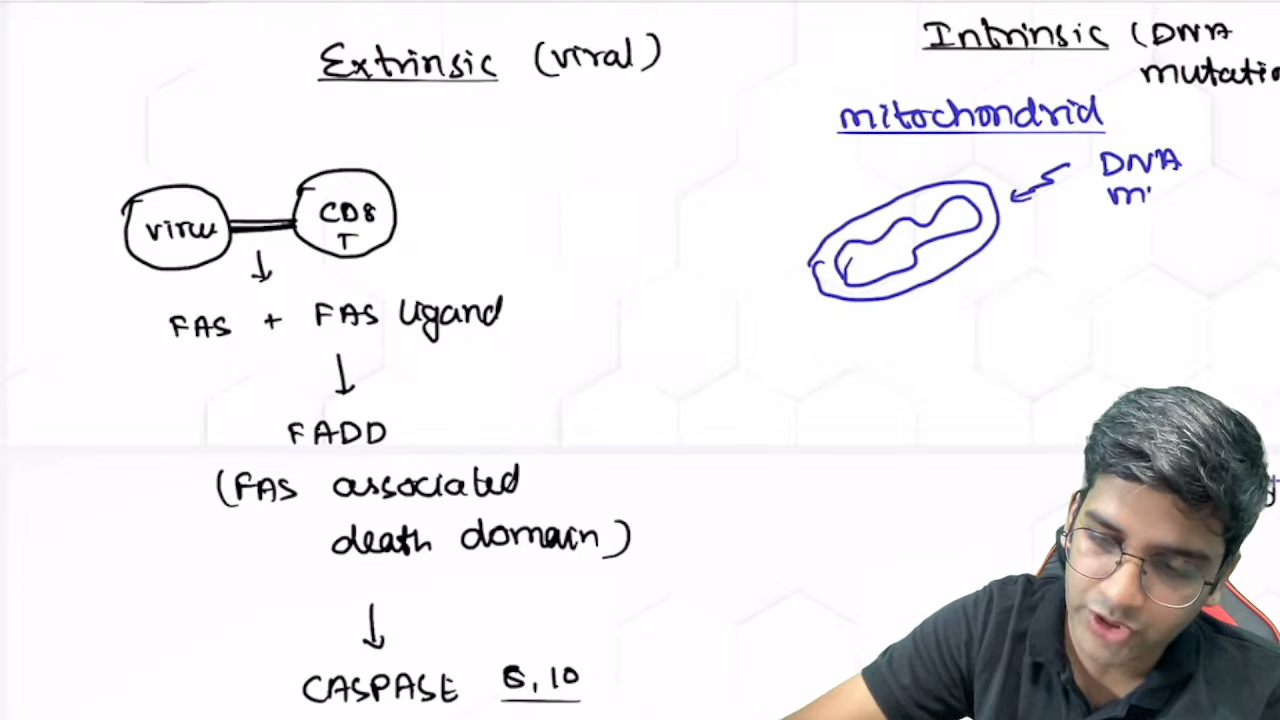 Extrinsic (viral)
Intrinsic (DNA
mutatio
mitochondria
DNA
m
virus
CD8
T
FAS + FAS ligand
FADD
(FAS associated
death domain)
CASPASE 8, 10